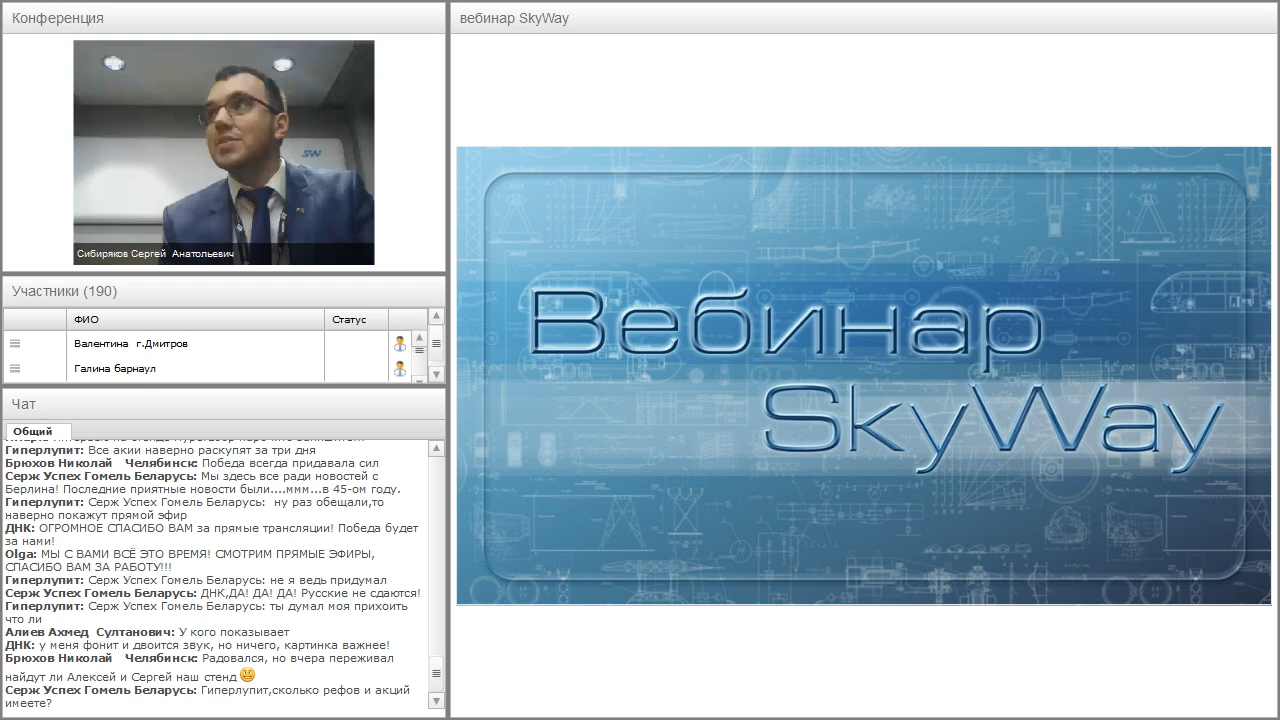 Конференция
SW
Сибиряков Сергей Анатольевич
Участники (190)
ФИО
Статус
Валентина г.Дмитров
Галина барнаул
Чат
Общий
Гиперлупит: Все акии наверно раскупят за три дня
Брюхов Николай Челябинск: Победа всегда придавала сил
Серж Успех Гомель Беларусь: Мы здесь все ради новостей с
Берлина! Последние приятные новости были....ммм...в 45-ом году.
Гиперлупит: Серж Успех Гомель Беларусь: ну раз обещали,то
наверно покажут прямой эфир
ДНК: ОГРОМНОЕ СПАСИБО ВАМ за прямые трансляции! Победа будет
за нами!
Olga: МЫ С ВАМИ ВСЁ ЭТО ВРЕМЯ! СМОТРИМ ПРЯМЫЕ ЭФИРЫ,
СПАСИБО ВАМ ЗА РАБОТУ!!!
Гиперлупит: Серж Успех Гомель Беларусь: не я ведь придумал
Серж Успех Гомель Беларусь: ДНК,ДА! ДА! ДА! Русские не сдаются!
Гиперлупит: Серж Успех Гомель Беларусь: ты думал моя прихоить
что ли
Алиев Ахмед Султанович: У кого показывает
ДНК: у меня фонит и двоится звук, но ничего, картинка важнее!
Брюхов Николай Челябинск: Радовался, но вчера переживал
найдут ли Алексей и Сергей наш стенд
Серж Успех Гомель Беларусь: Гиперлупит,сколько рефов и акций
имеете?
вебинар SkyWay
Вебинар
SkyWay